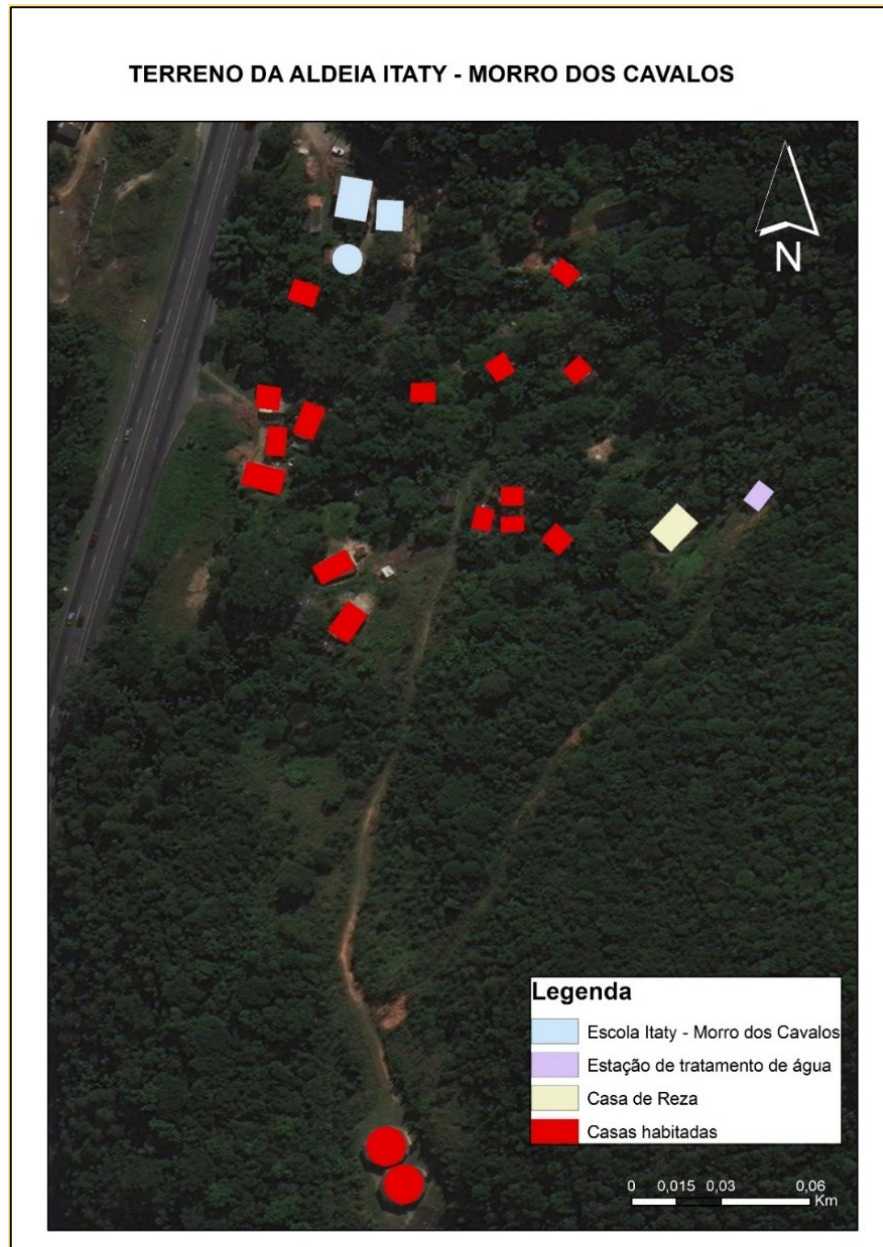 TERRENO DA ALDEIA ITATY - MORRO DOS CAVALOS
N
Legenda
Escola Itaty - Morro dos Cavalos
Estação de tratamento de água
Casa de Reza
Casas habitadas
0 0,015 0,03 0,06
Km